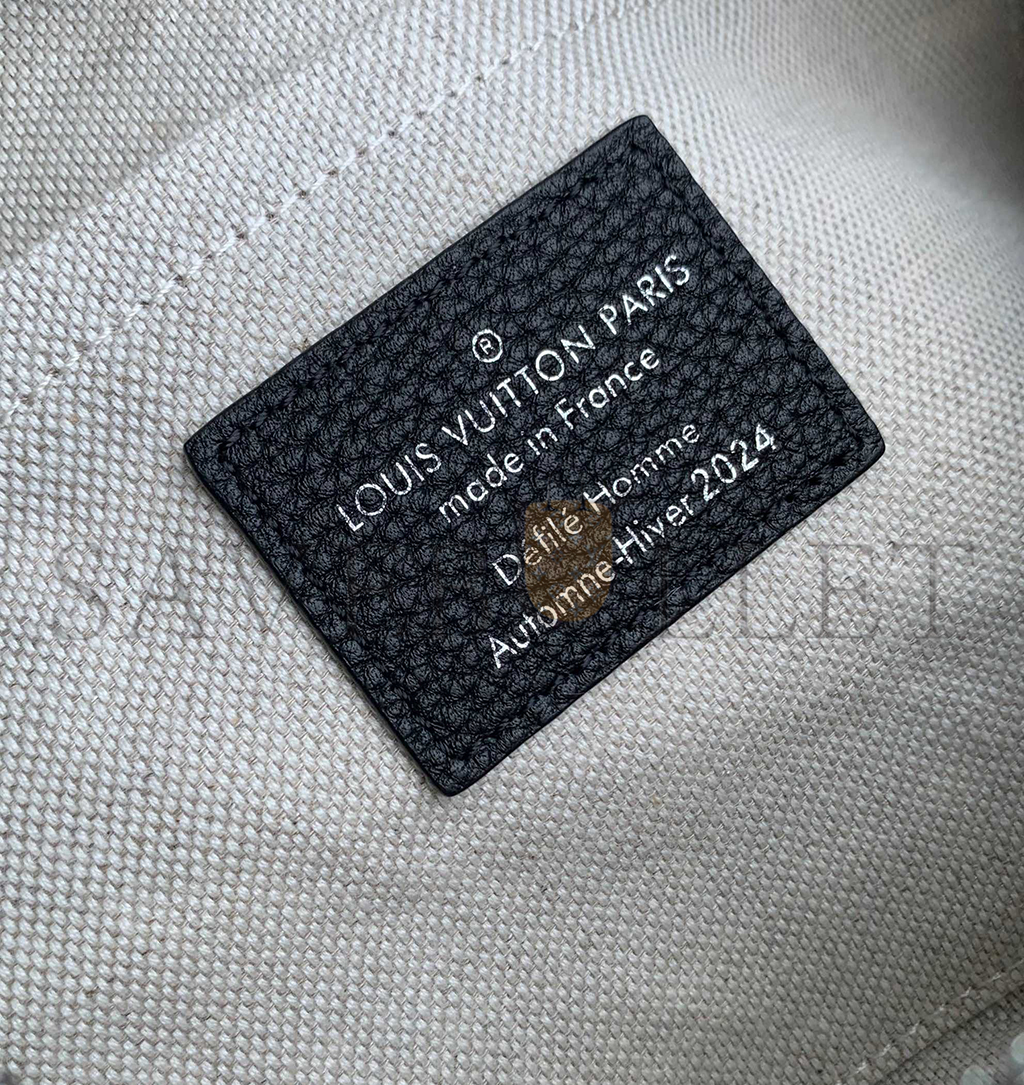 ®
LOUIS VUITTON PARIS
made in France
Défilé Homme
Automne-Hiver 2024